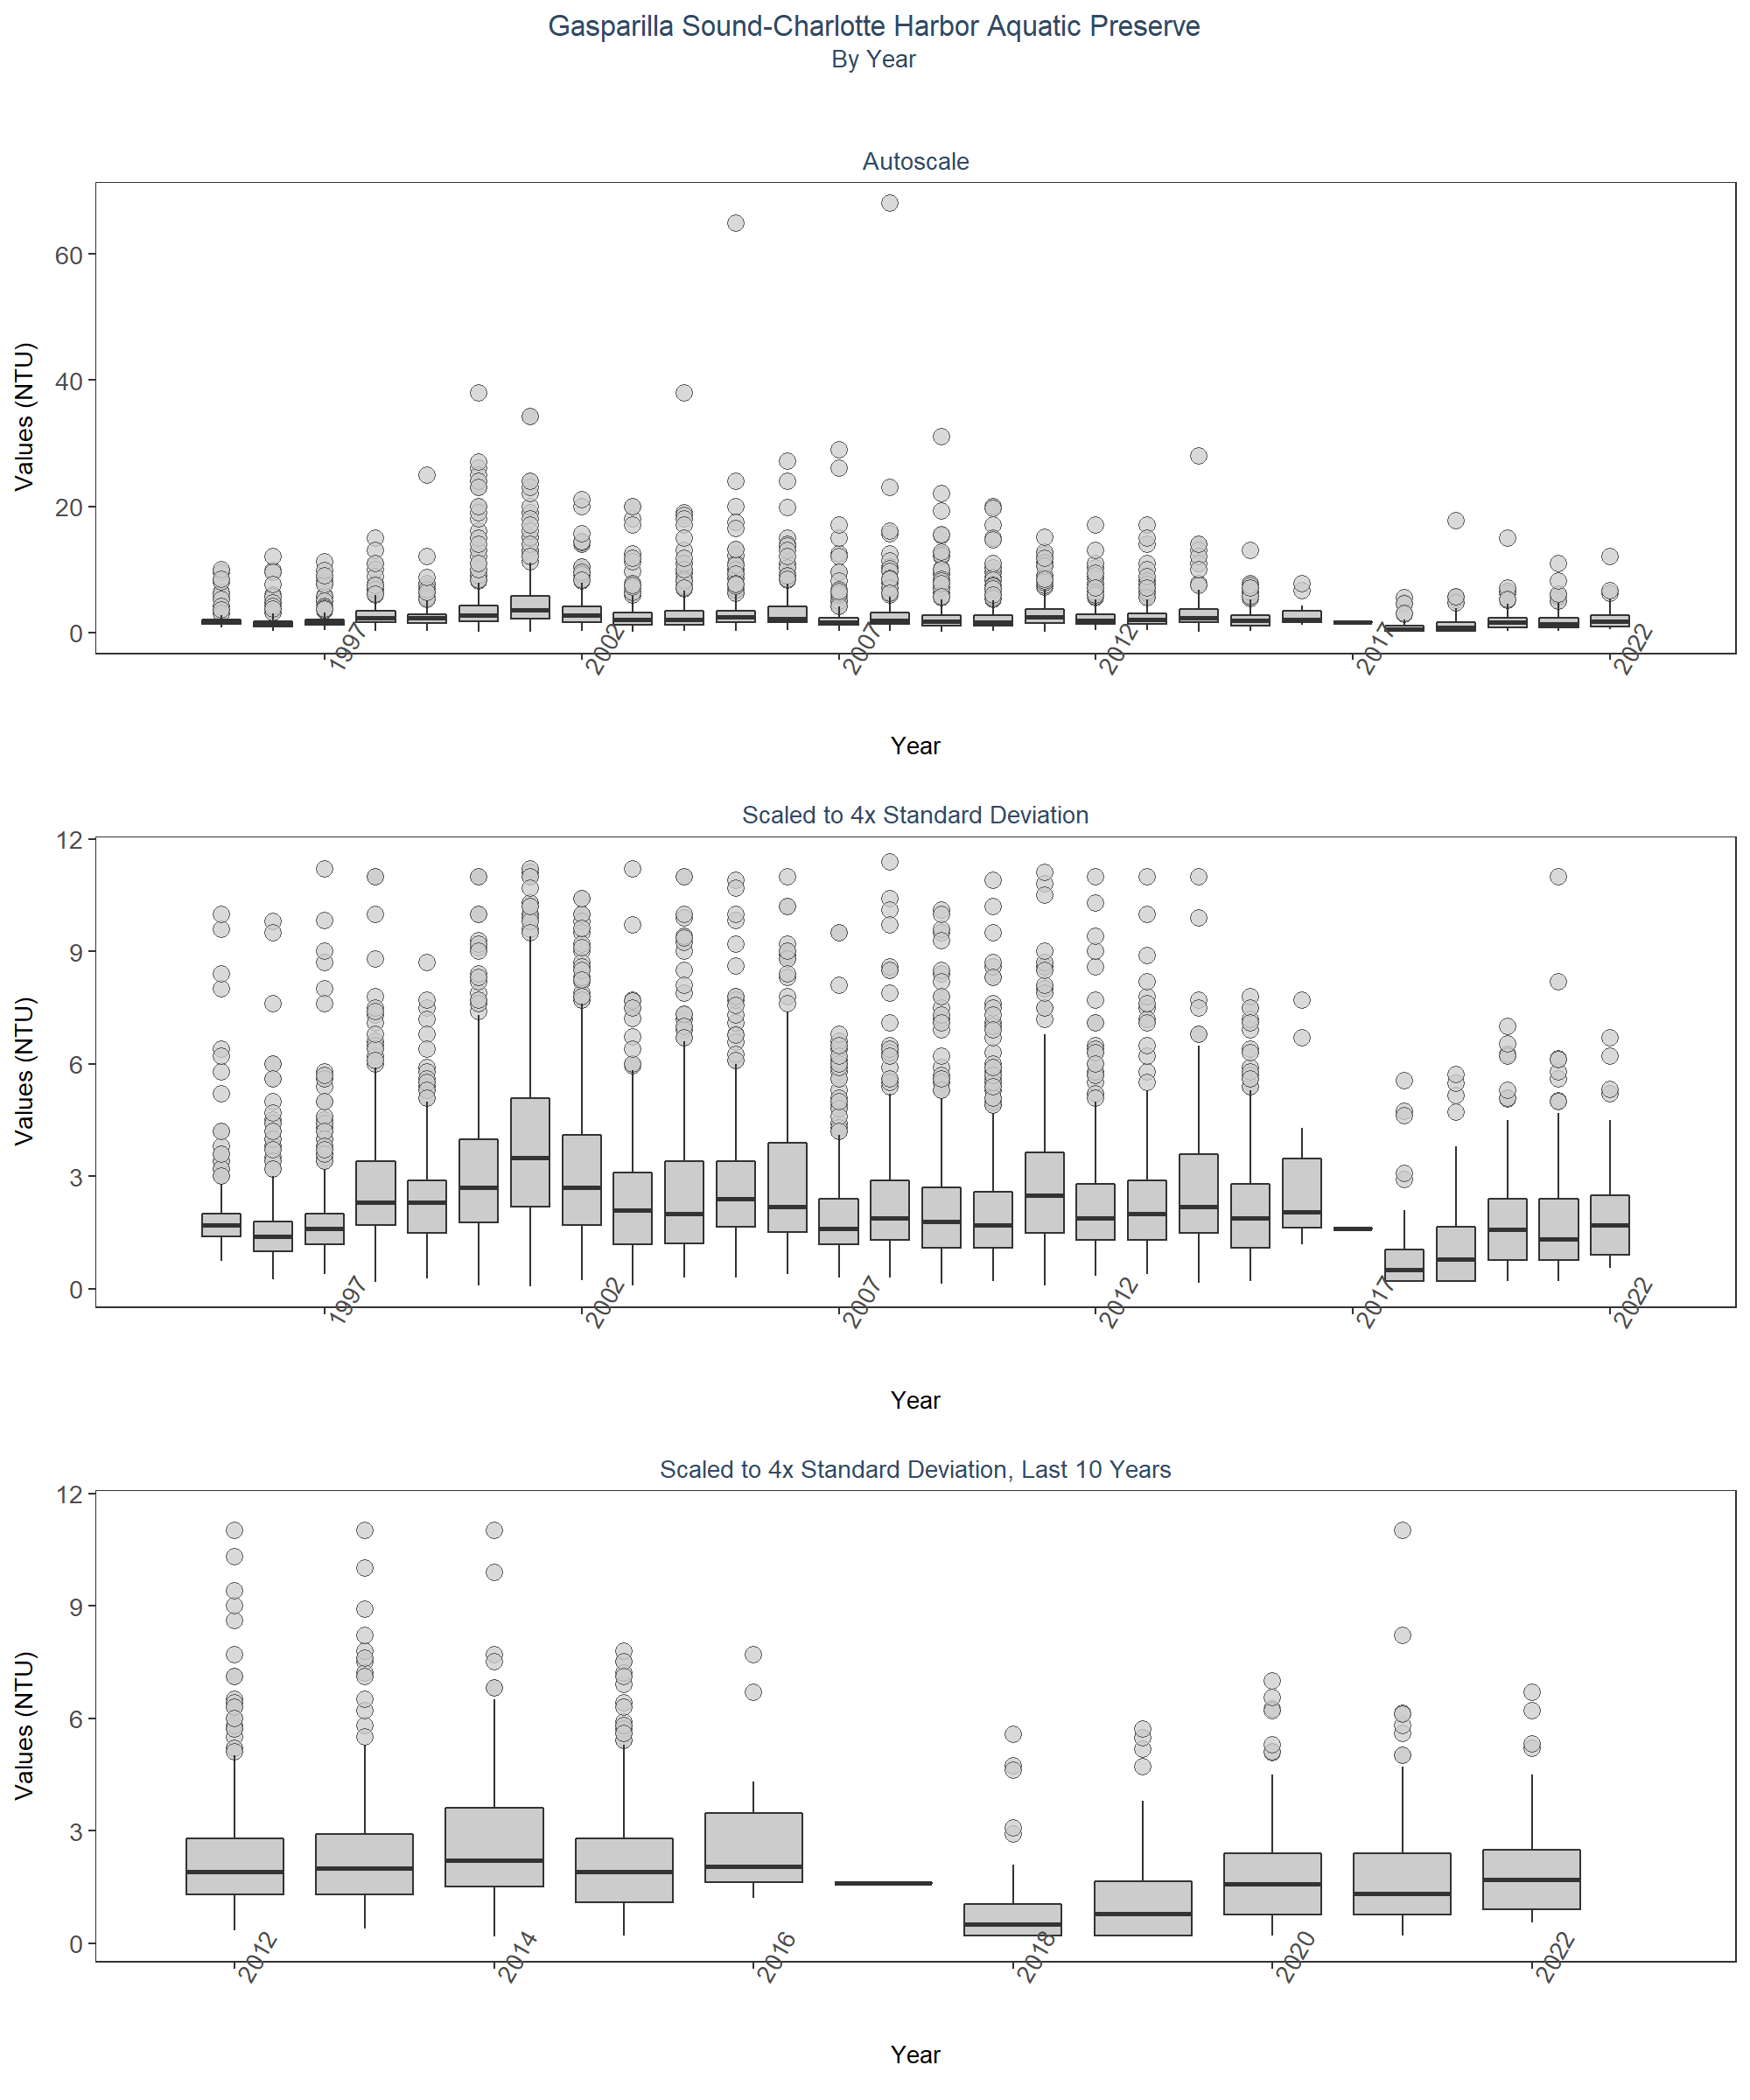 Gasparilla Sound-Charlotte Harbor Aquatic Preserve
By Year
Autoscale
Values (NTU)
60
40
20
0
1997
2002
2007
2012
2017
2022
Year
Scaled to 4x Standard Deviation
Values (NTU)
12
9
6
3
0
1997
2002
2007
2012
2017
2022
Year
Scaled to 4x Standard Deviation, Last 10 Years
Values (NTU)
12
9
6
3
0
2012
2014
2016
2018
2020
2022
Year